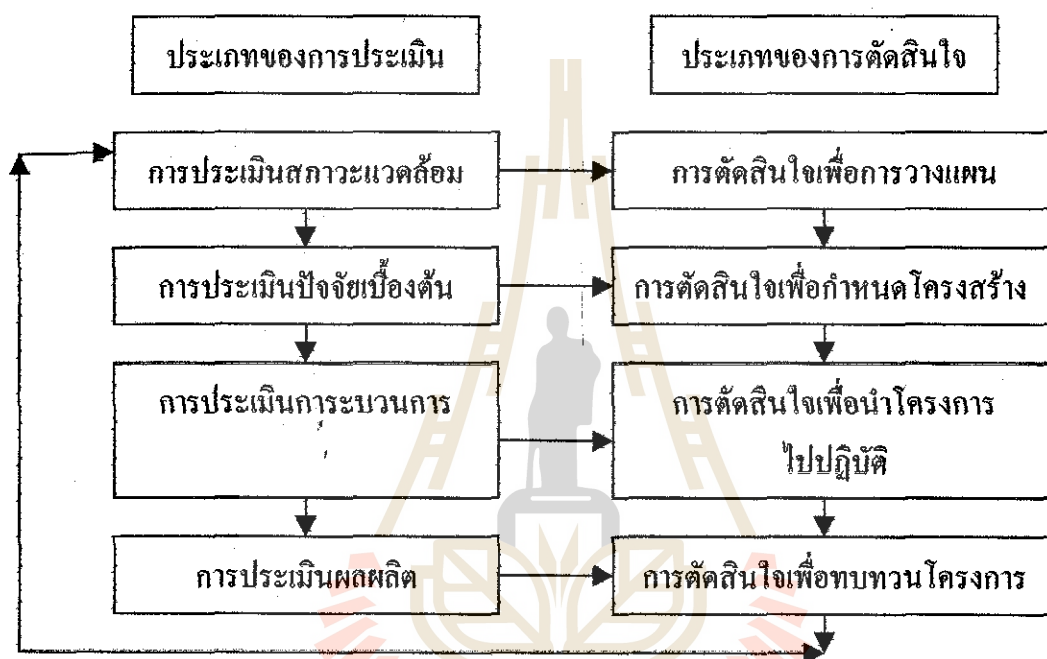 ประเภทของการประเมิน
ประเภทของการตัดสินใจ
การประเมินสภาวะแวดล้อม
การตัดสินใจเพื่อการวางแผน
การประเมินปัจจัยเบื้องต้น
การตัดสินใจเพื่อกำหนดโครงสร้าง
การประเมินการะบวนการ
การตัดสินใจเพื่อนำโครงการ
ไปปฏิบัติ
การประเมินผลผลิต
การตัดสินใจเพื่อทบทวนโครงการ